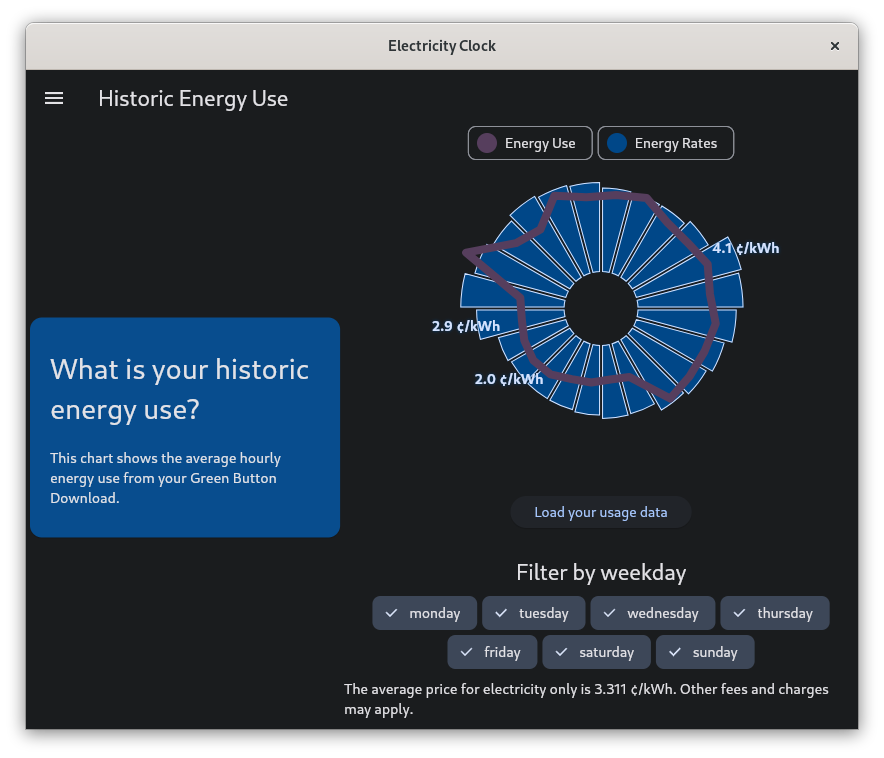 Electricity Clock
Historic Energy Use
Energy Use
Energy Rates
4.1 ¢/kWh
2.9 ¢/kWh
2.0 ¢/kWh
What is your historic
energy use?
This chart shows the average hourly
energy use from your Green Button
Download.
Load your usage data
Filter by weekday
monday
tuesday
wednesday
thursday
friday
saturday
sunday
The average price for electricity only is 3.311 ¢/kWh. Other fees and charges
may apply.